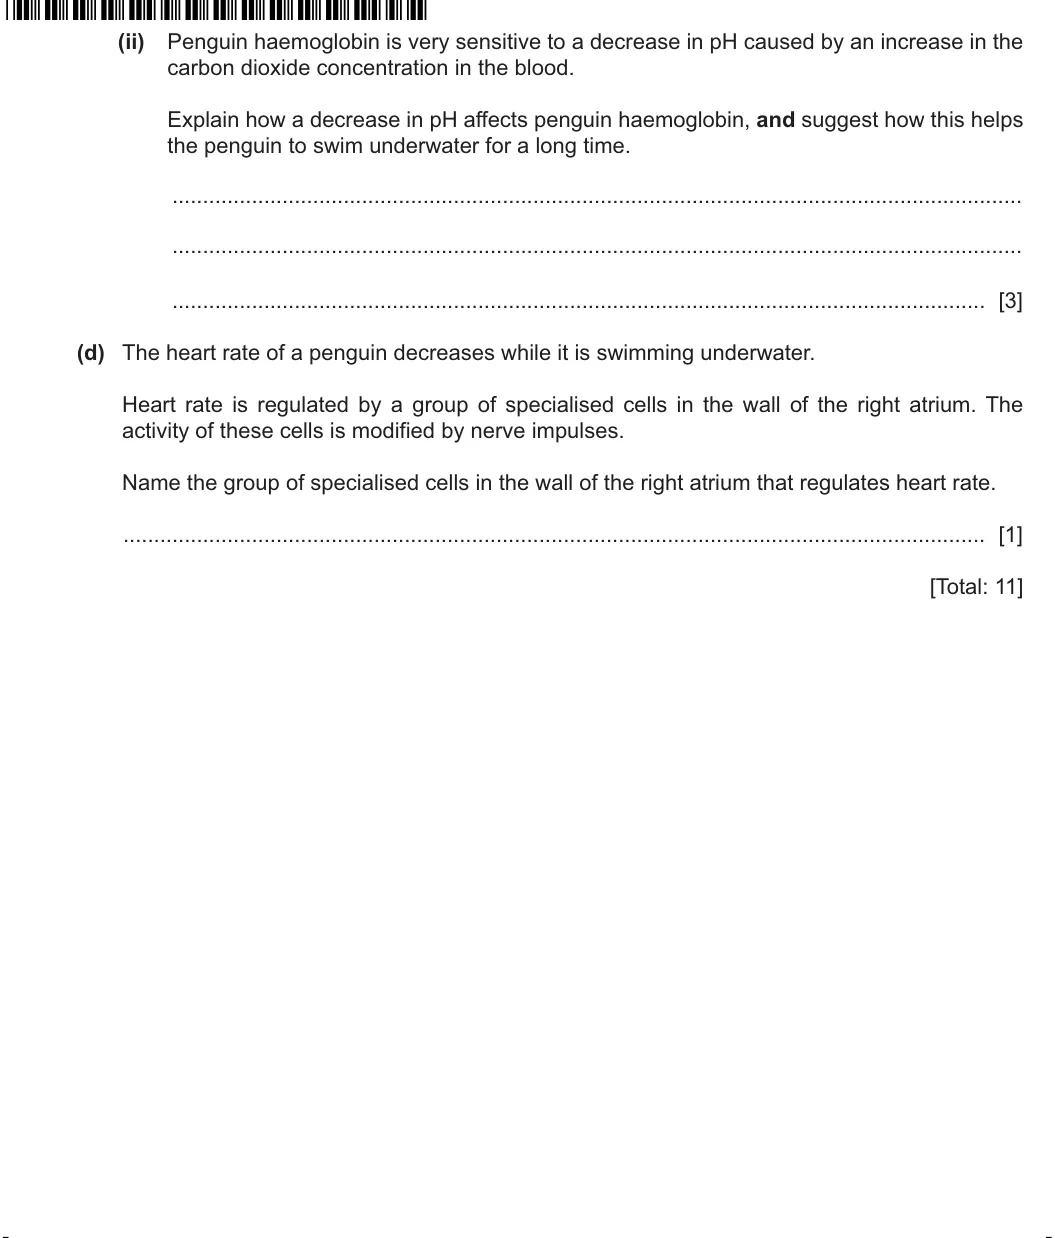 (ii) Penguin haemoglobin is very sensitive to a decrease in pH caused by an increase in the
carbon dioxide concentration in the blood.
Explain how a decrease in pH affects penguin haemoglobin, and suggest how this helps
the penguin to swim underwater for a long time.
............................................................................................................................................
............................................................................................................................................
...................................................................................................................................... [3]
(d) The heart rate of a penguin decreases while it is swimming underwater.
Heart rate is regulated by a group of specialised cells in the wall of the right atrium. The
activity of these cells is modified by nerve impulses.
Name the group of specialised cells in the wall of the right atrium that regulates heart rate.
.............................................................................................................................................. [1]
[Total: 11]